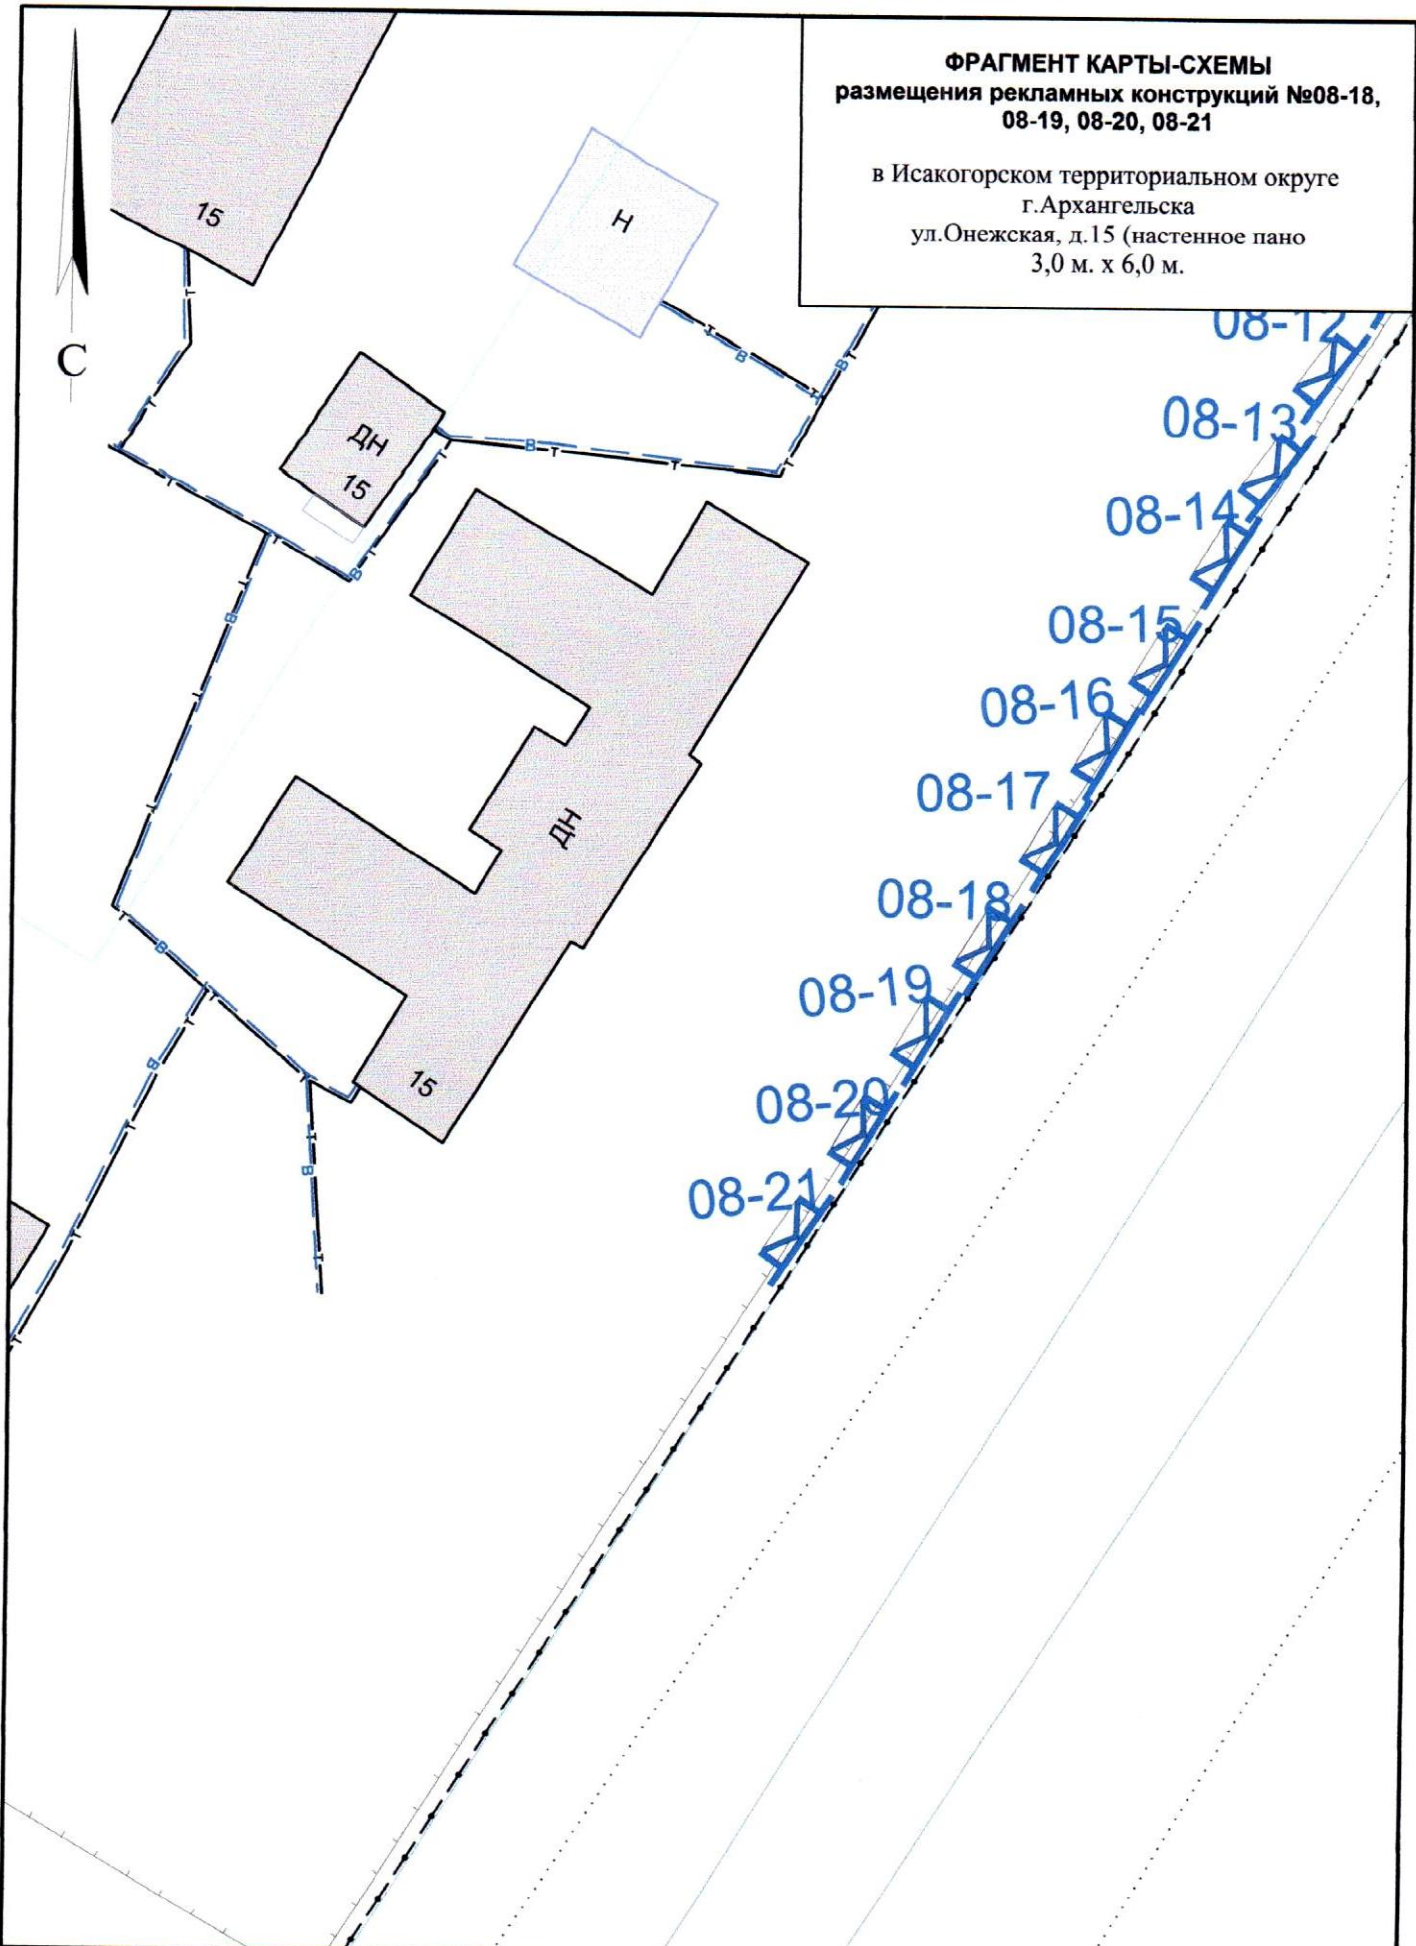 ФРАГМЕНТ КАРТЫ-СХЕМЫ
размещения рекламных конструкций №08-18,
08-19, 08-20, 08-21
в Исакогорском территориальном округе
г.Архангельска
ул.Онежская, д.15 (настенное пано
3,0 м. х 6,0 м.
С
15
Н
Т
Т
В
Т
В
Т
Т
ДН
15
В
Т
Т
Т
Т
Т
Т
В
Т
В
Т
Т
ДН
15
Т
В
Т
Т
В
Т
Т
Т
Т
В
Т
Т
08-12
08-13
08-14
08-15
08-16
08-17
08-18
08-19
08-20
08-21